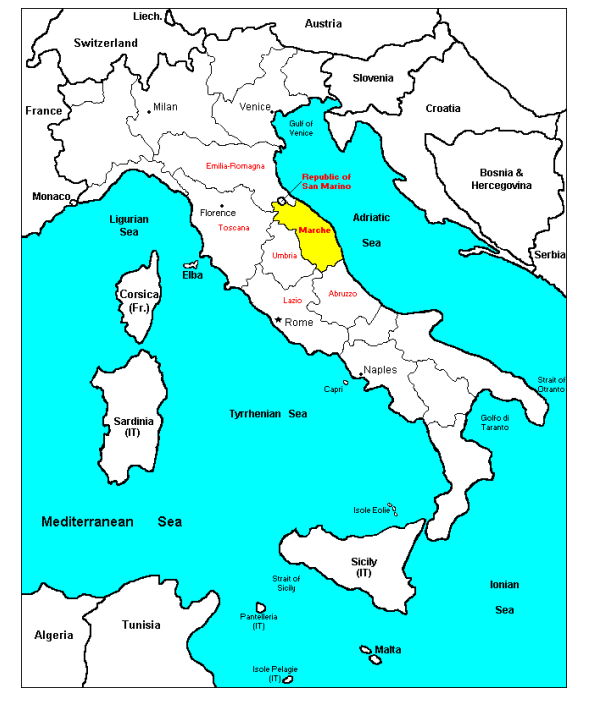 Liech.
Austria
Switzerland
Slovenia
France
Milan
Venice
Croatia
Gulf of
Venice
Emilia-Romagna
Republic of
San Marino
Bosnia &
Hercegovina
Monaco
Ligurian
Sea
Florence
Toscana
Marche
Adriatic
Sea
Umbria
Serbia
Elba
Corsica
(Fr.)
Lazio
Abruzzo
Rome
Naples
Capri
Strait of
Otranto
Sardinia
(IT)
Tyrrhenian Sea
Golfo di
Taranto
Isole Eolie
Mediterranean Sea
Sicily
(IT)
Strait of
Sicily
Ionian
Sea
Pantelleria
(IT)
Algeria
Tunisia
Malta
Isole Pelagie
(IT)